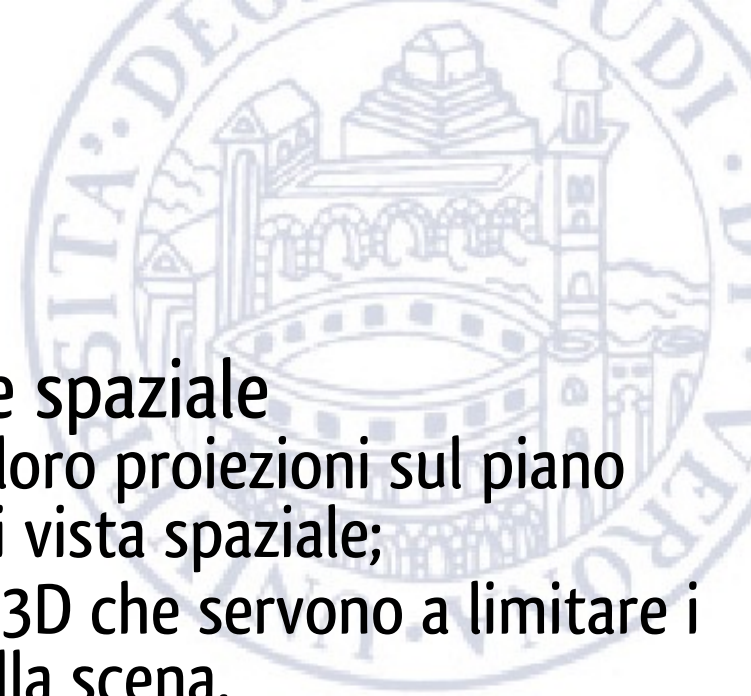 e spaziale
loro proiezioni sul piano
i vista spaziale;
3D che servono a limitare i
lla scena.